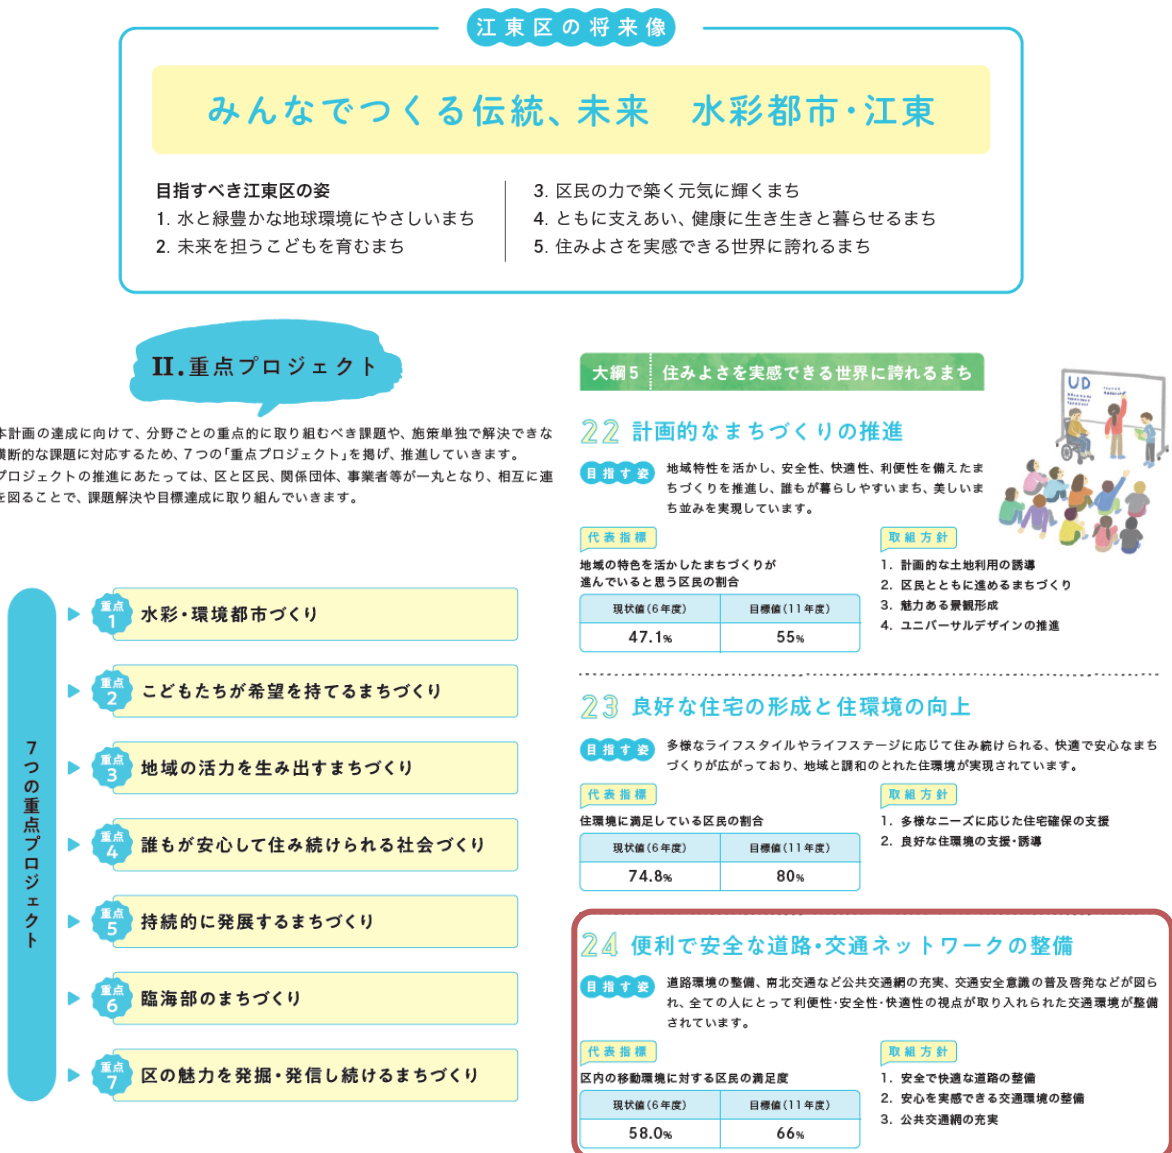 江東区の将来像
みんなでつくる伝統、未来　水彩都市・江東
目指すべき江東区の姿
1. 水と緑豊かな地球環境にやさしいまち
2. 未来を担うこどもを育むまち
3. 区民の力で築く元気に輝くまち
4. ともに支えあい、健康に生き生きと暮らせるまち
5. 住みよさを実感できる世界に誇れるまち
II.重点プロジェクト
本計画の達成に向けて、分野ごとの重点的に取り組むべき課題や、施策単独で解決できな
横断的な課題に対応するため、7つの「重点プロジェクト」を掲げ、推進していきます。
プロジェクトの推進にあたっては、区と区民、関係団体、事業者等が一丸となり、相互に連
を図ることで、課題解決や目標達成に取り組んでいきます。
7つの重点プロジェクト
重点1 水彩・環境都市づくり
重点2 こどもたちが希望を持てるまちづくり
重点3 地域の活力を生み出すまちづくり
重点4 誰もが安心して住み続けられる社会づくり
重点5 持続的に発展するまちづくり
重点6 臨海部のまちづくり
重点7 区の魅力を発掘・発信し続けるまちづくり
大綱5 住みよさを実感できる世界に誇れるまち
UD
22 計画的なまちづくりの推進
目指す姿
地域特性を活かし、安全性、快適性、利便性を備えたま
ちづくりを推進し、誰もが暮らしやすいまち、美しいま
ち並みを実現しています。
代表指標
地域の特色を活かしたまちづくりが
進んでいると思う区民の割合
現状値(6年度) 目標値(11年度)
47.1% 55%
取組方針
1. 計画的な土地利用の誘導
2. 区民とともに進めるまちづくり
3. 魅力ある景観形成
4. ユニバーサルデザインの推進
23 良好な住宅の形成と住環境の向上
目指す姿
多様なライフスタイルやライフステージに応じて住み続けられる、快適で安心なまち
づくりが広がっており、地域と調和のとれた住環境が実現されています。
代表指標
住環境に満足している区民の割合
現状値(6年度) 目標値(11年度)
74.8% 80%
取組方針
1. 多様なニーズに応じた住宅確保の支援
2. 良好な住環境の支援・誘導
24 便利で安全な道路・交通ネットワークの整備
目指す姿
道路環境の整備、南北交通など公共交通網の充実、交通安全意識の普及啓発などが図ら
れ、全ての人にとって利便性・安全性・快適性の視点が取り入れられた交通環境が整備
されています。
代表指標
区内の移動環境に対する区民の満足度
現状値(6年度) 目標値(11年度)
58.0% 66%
取組方針
1. 安全で快適な道路の整備
2. 安心を実感できる交通環境の整備
3. 公共交通網の充実